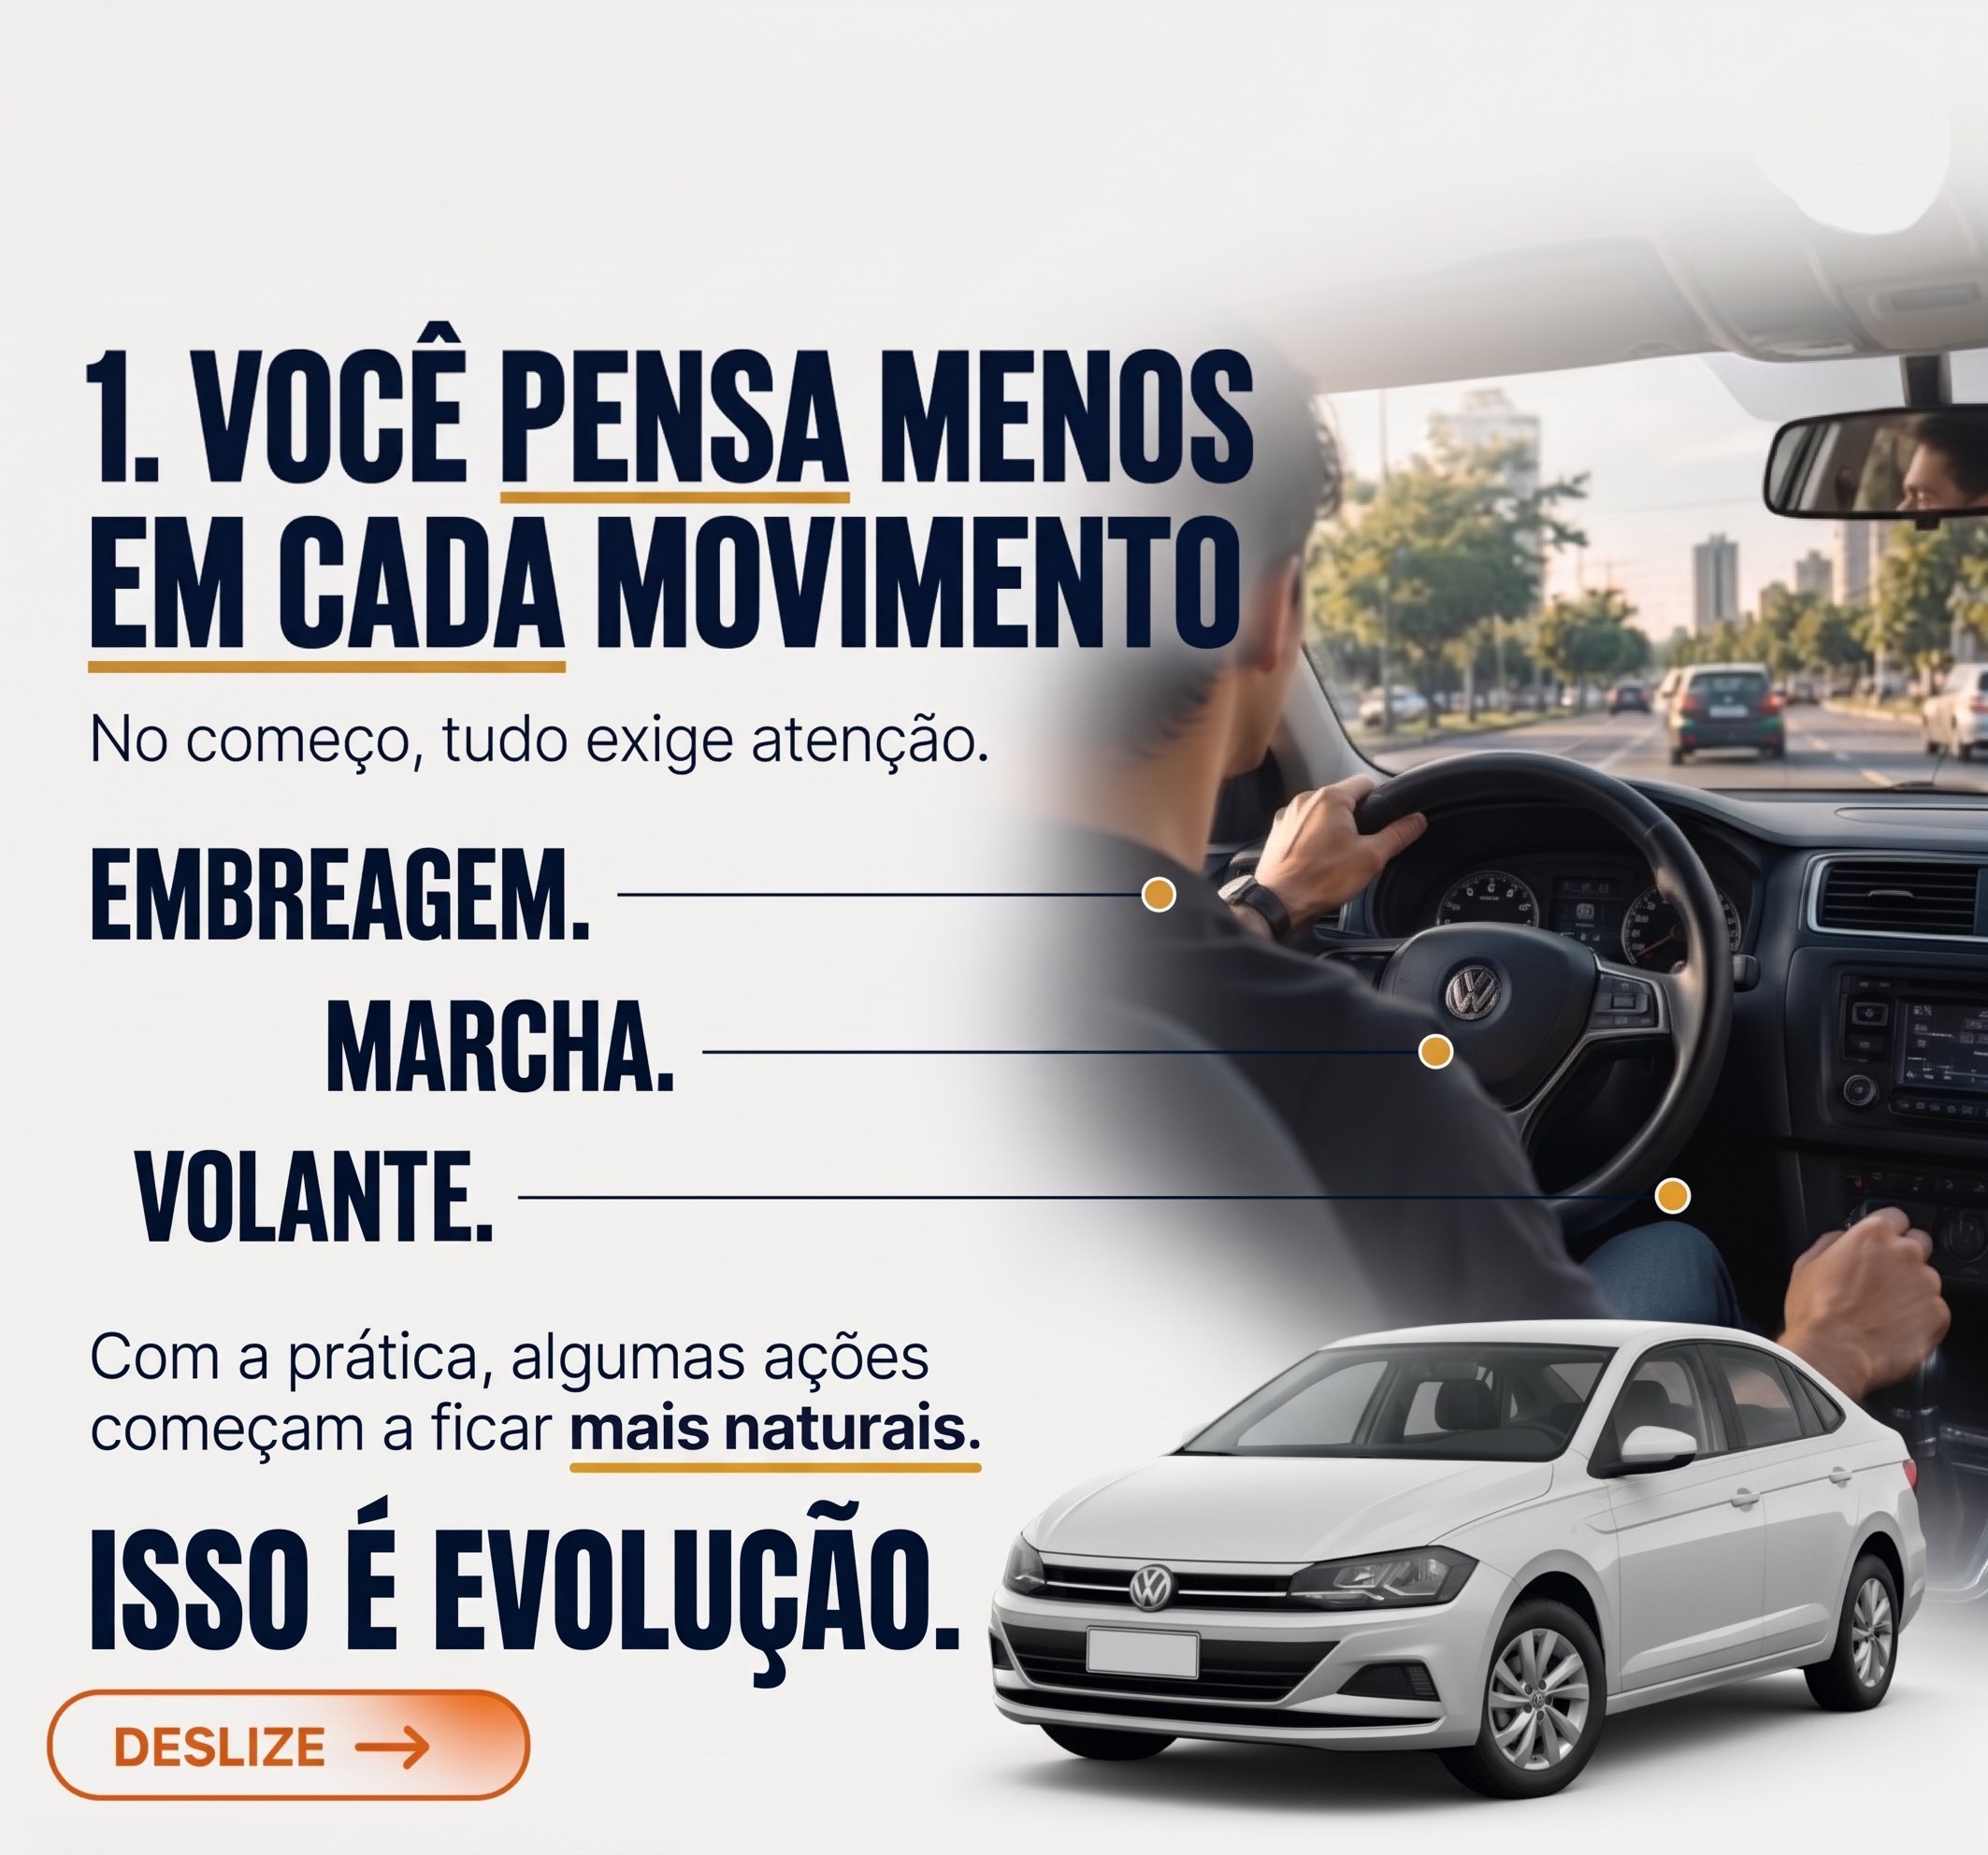 1. VOCÊ PENSA MENOS
EM CADA MOVIMENTO
No começo, tudo exige atenção.
EMBREAGEM.
MARCHA.
VOLANTE.
Com a prática, algumas ações
começam a ficar mais naturais.
ISSO É EVOLUÇÃO.
DESLIZE →